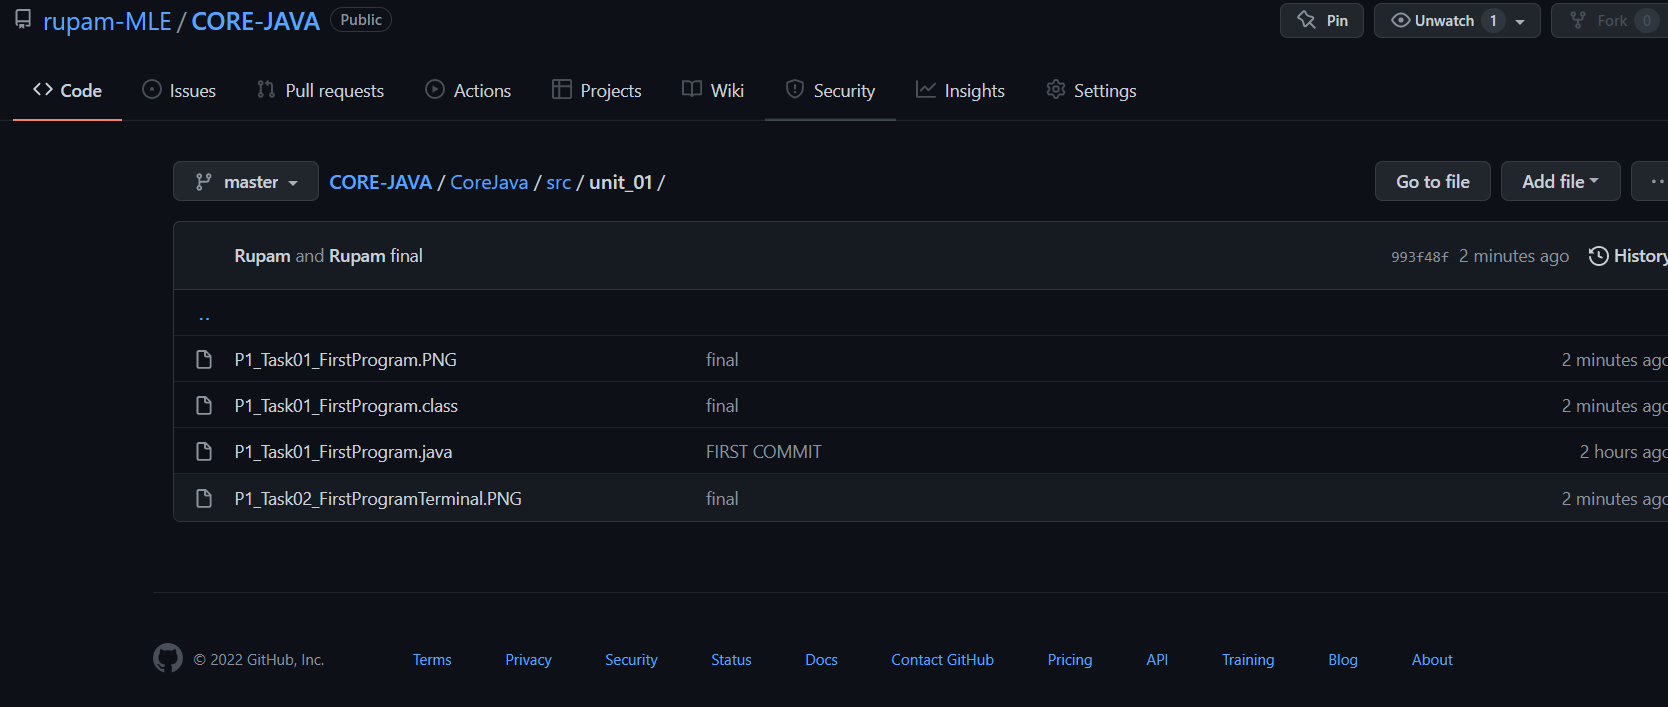 rupam-MLE / CORE-JAVA Public Pin Unwatch 1 Fork 0
Code Issues Pull requests Actions Projects Wiki Security Insights Settings
master CORE-JAVA / CoreJava / src / unit_01 / Go to file Add file
Rupam and Rupam final 993f48f 2 minutes ago History
..
P1_Task01_FirstProgram.PNG final 2 minutes ago
P1_Task01_FirstProgram.class final 2 minutes ago
P1_Task01_FirstProgram.java FIRST COMMIT 2 hours ago
P1_Task02_FirstProgramTerminal.PNG final 2 minutes ago
© 2022 GitHub, Inc. Terms Privacy Security Status Docs Contact GitHub Pricing API Training Blog About